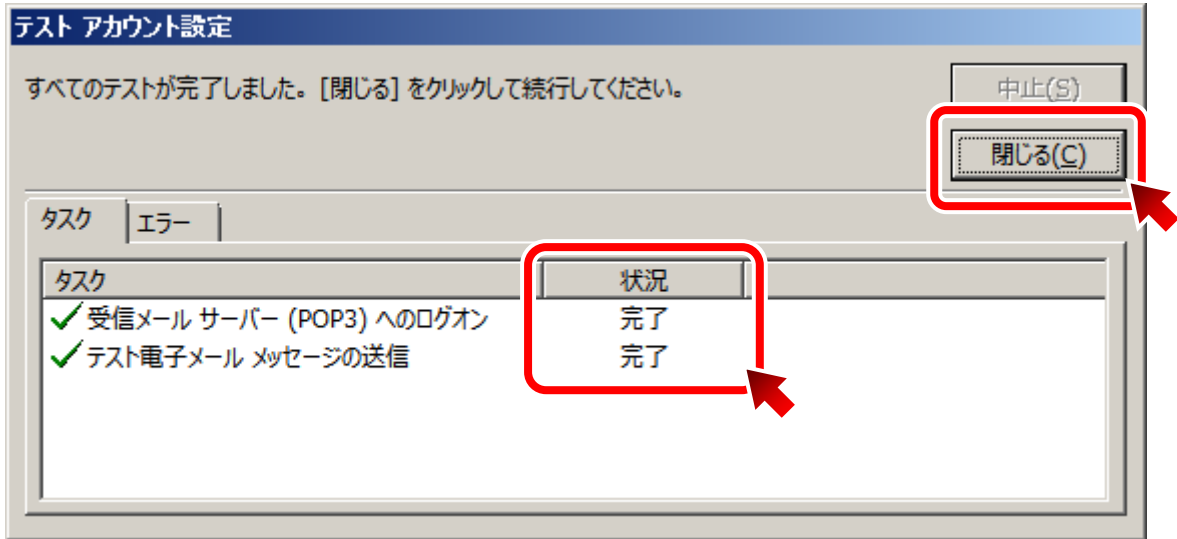 テスト アカウント設定
すべてのテストが完了しました。[閉じる] をクリックして続行してください。
中止(S)
閉じる(C)
タスク
エラー
タスク 状況
受信メール サーバー (POP3) へのログオン 完了
テスト電子メール メッセージの送信 完了